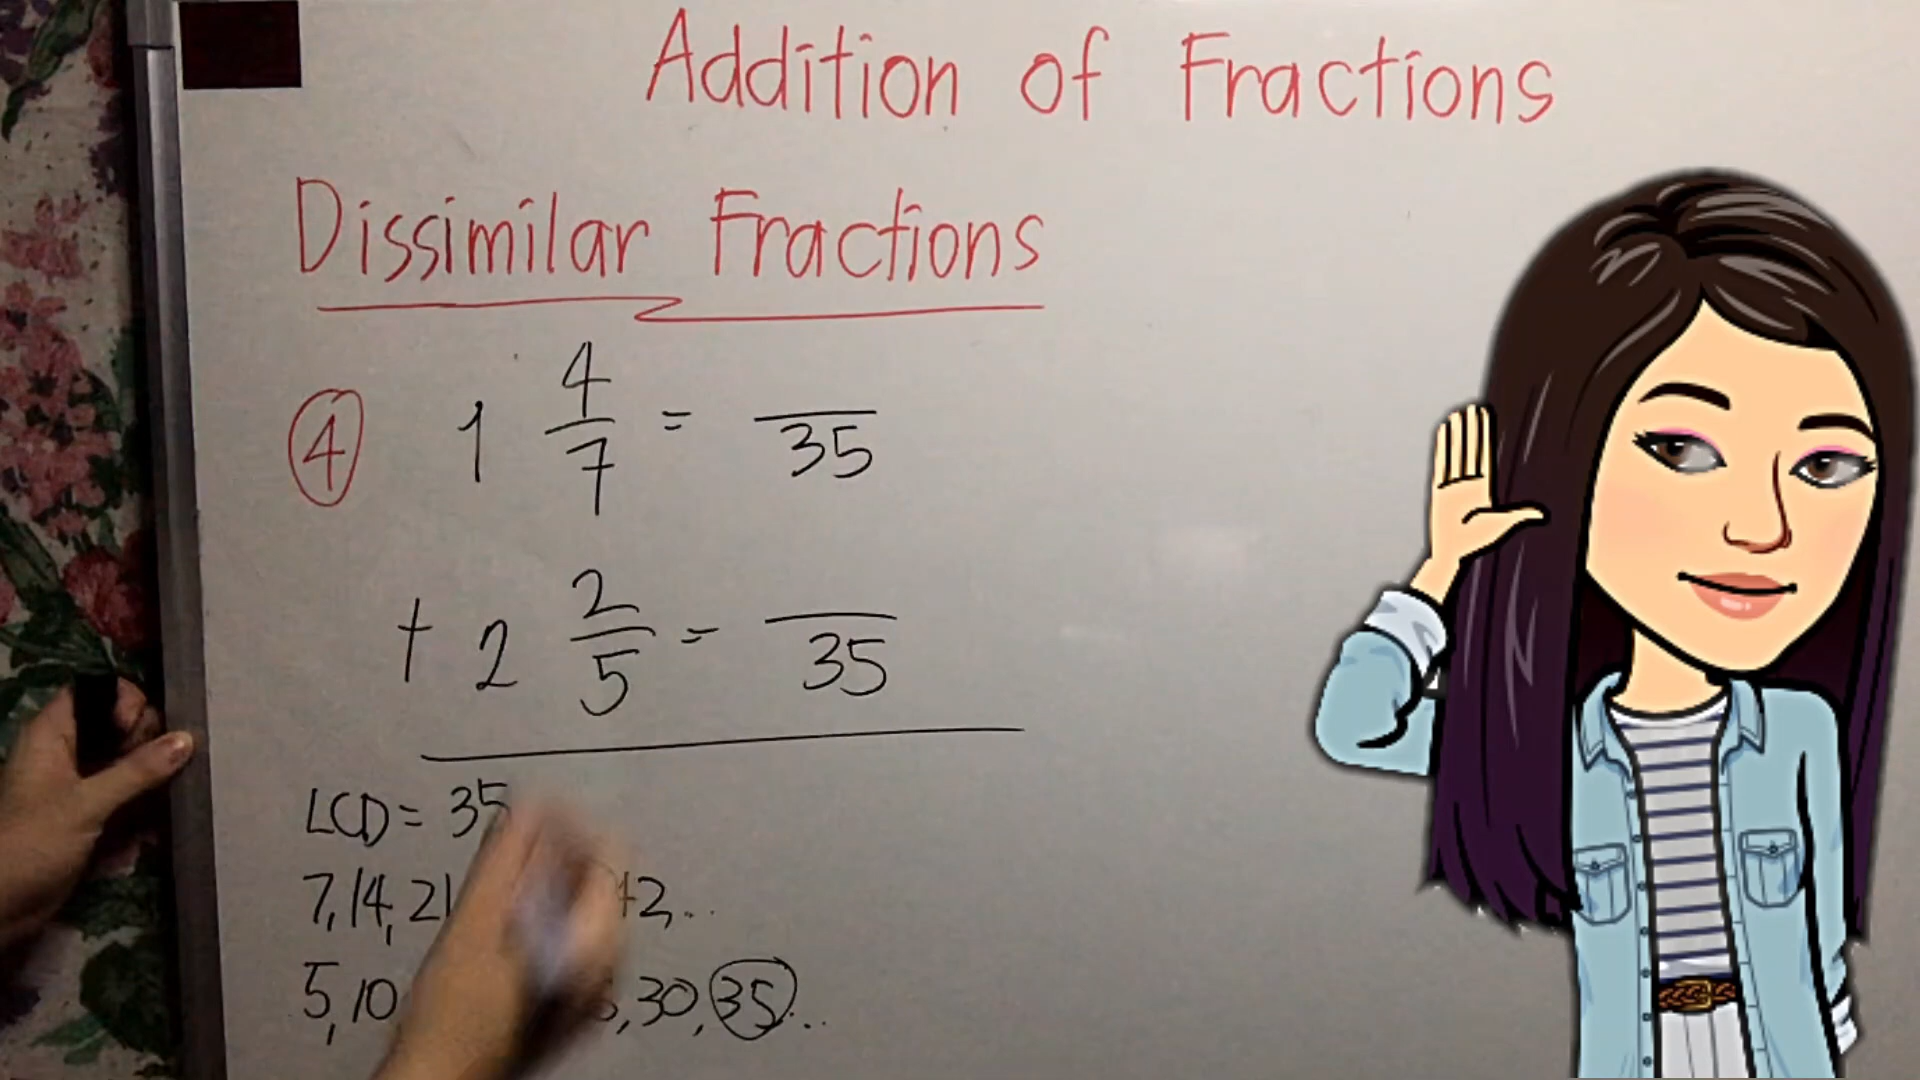 Addition of Fractions
Dissimilar Fractions
④ 1 4/7 = /35
+ 2 2/5 = /35
LCD = 35
7, 14, 21 42, ..
5, 10, , 30, 35 ...